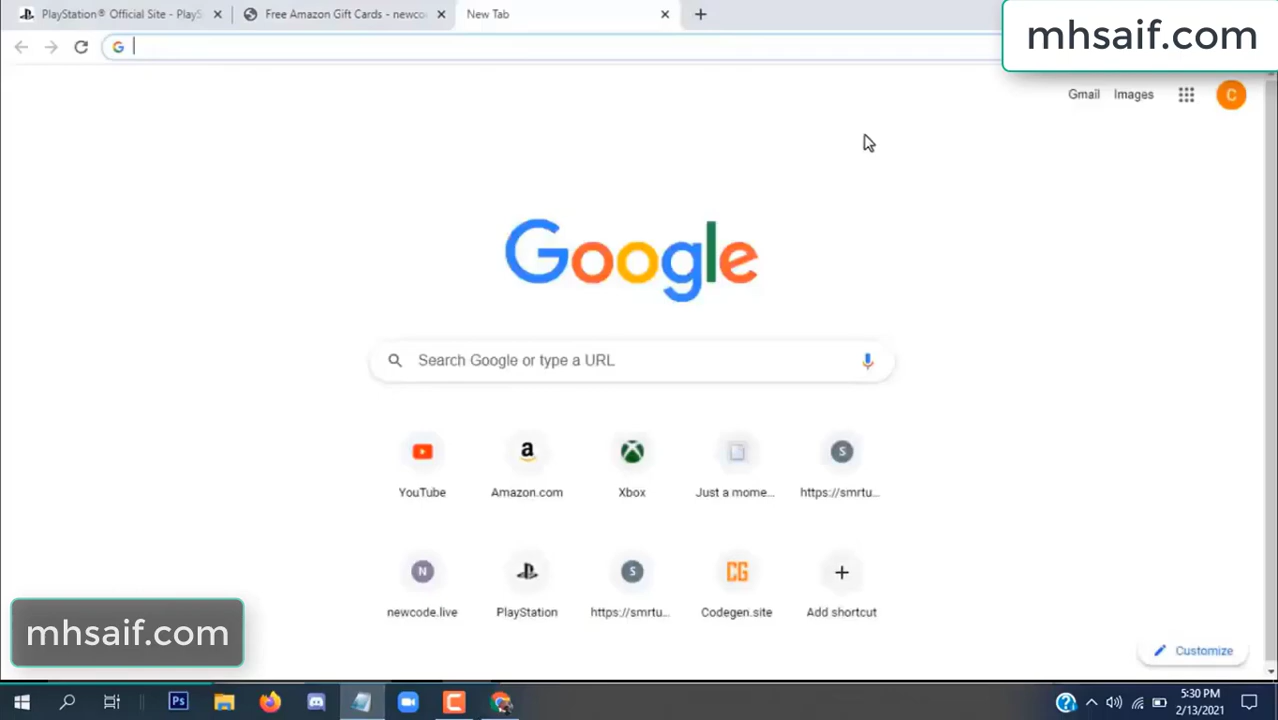 PlayStation® Official Site - PlayS
Free Amazon Gift Cards - newco
New Tab
mhsaif.com
Gmail Images
C
Google
Search Google or type a URL
a
S
YouTube Amazon.com Xbox Just a mome... https://smrtu...
N
S
CG
newcode.live PlayStation https://smrtu... Codegen.site Add shortcut
mhsaif.com
Customize
Ps
5:30 PM
2/13/2021